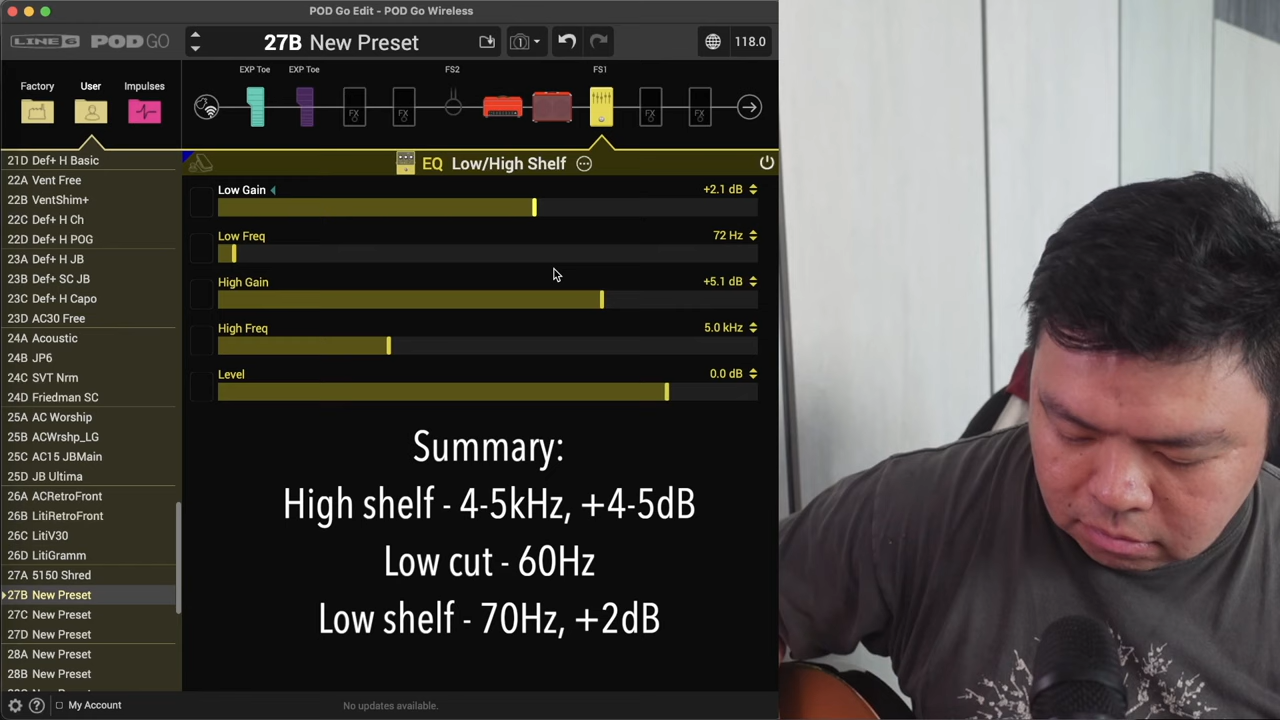 POD Go Edit - POD Go Wireless
LINE 6 POD GO
27B New Preset
118.0
Factory
User
Impulses
EXP Toe
EXP Toe
FS2
FS1
FX
FX
FX
FX
EQ Low/High Shelf
21D Def+ H Basic
22A Vent Free
22B VentShim+
22C Def+ H Ch
22D Def+ H POG
23A Def+ H JB
23B Def+ SC JB
23C Def+ H Capo
23D AC30 Free
24A Acoustic
24B JP6
24C SVT Nrm
24D Friedman SC
25A AC Worship
25B ACWrshp_LG
25C AC15 JBMain
25D JB Ultima
26A ACRetroFront
26B LitiRetroFront
26C LitiV30
26D LitiGramm
27A 5150 Shred
27B New Preset
27C New Preset
27D New Preset
28A New Preset
28B New Preset
Low Gain +2.1 dB
Low Freq 72 Hz
High Gain +5.1 dB
High Freq 5.0 kHz
Level 0.0 dB
Summary:
High shelf - 4-5kHz, +4-5dB
Low cut - 60Hz
Low shelf - 70Hz, +2dB
My Account
No updates available.